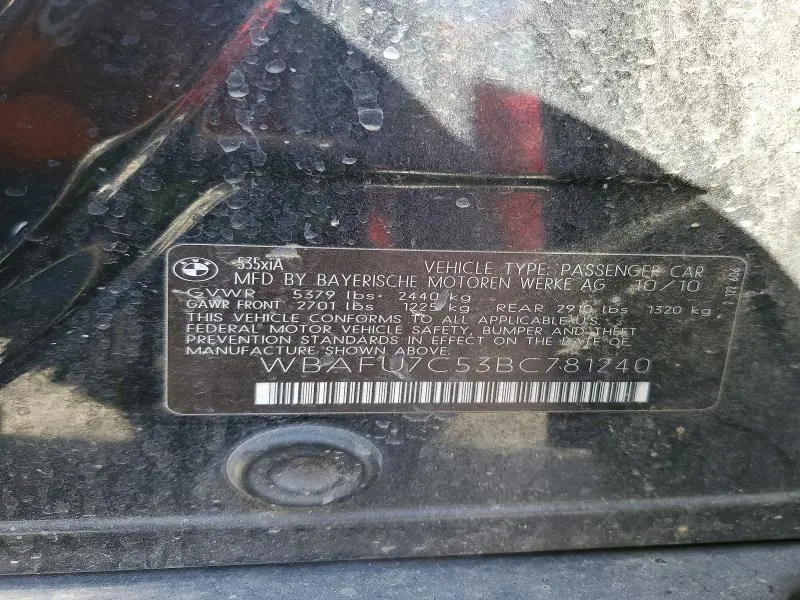 535xiA
VEHICLE TYPE: PASSENGER CAR
MFD BY BAYERISCHE MOTOREN WERKE AG 10/10
GVWR 5379 lbs- 2440 kg
GAWR FRONT 2701 lbs 1225 kg REAR 2910 lbs 1320 kg
THIS VEHICLE CONFORMS TO ALL APPLICABLE U.S.
FEDERAL MOTOR VEHICLE SAFETY, BUMPER AND THEFT
PREVENTION STANDARDS IN EFFECT ON THE DATE OF
MANUFACTURE SHOWN ABOVE.
WBAFU7C53BC781240